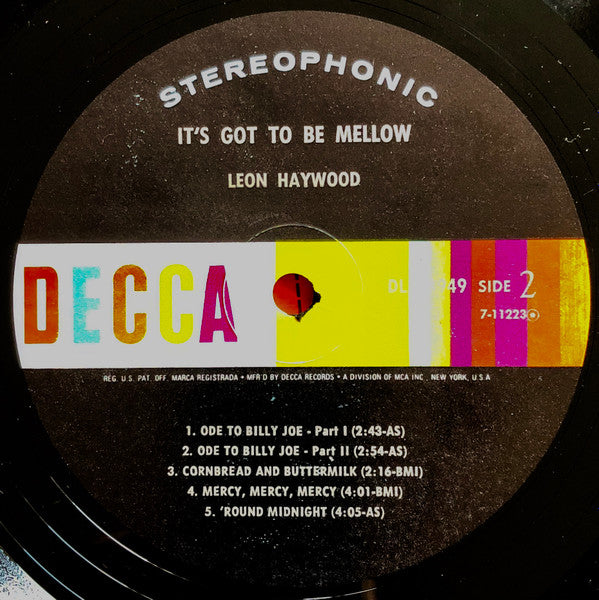 STEREOPHONIC
IT'S GOT TO BE MELLOW
LEON HAYWOOD
DECCA
DL 49 SIDE 2
7-11223
REG. U.S. PAT. OFF. MARCA REGISTRADA • MFR'D BY DECCA RECORDS • A DIVISION OF MCA INC., NEW YORK, U.S.A
1. ODE TO BILLY JOE - Part I (2:43-AS)
2. ODE TO BILLY JOE - Part II (2:54-AS)
3. CORNBREAD AND BUTTERMILK (2:16-BMI)
4. MERCY, MERCY, MERCY (4:01-BMI)
5. 'ROUND MIDNIGHT (4:05-AS)